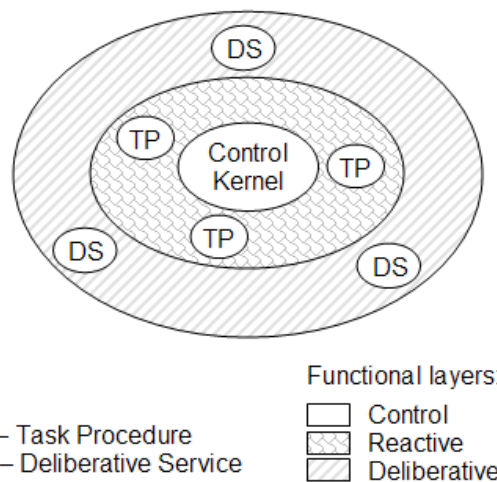 DS
TP
Control
Kernel
TP
TP
DS
DS
Functional layers:
Control
– Task Procedure
Reactive
– Deliberative Service
Deliberative